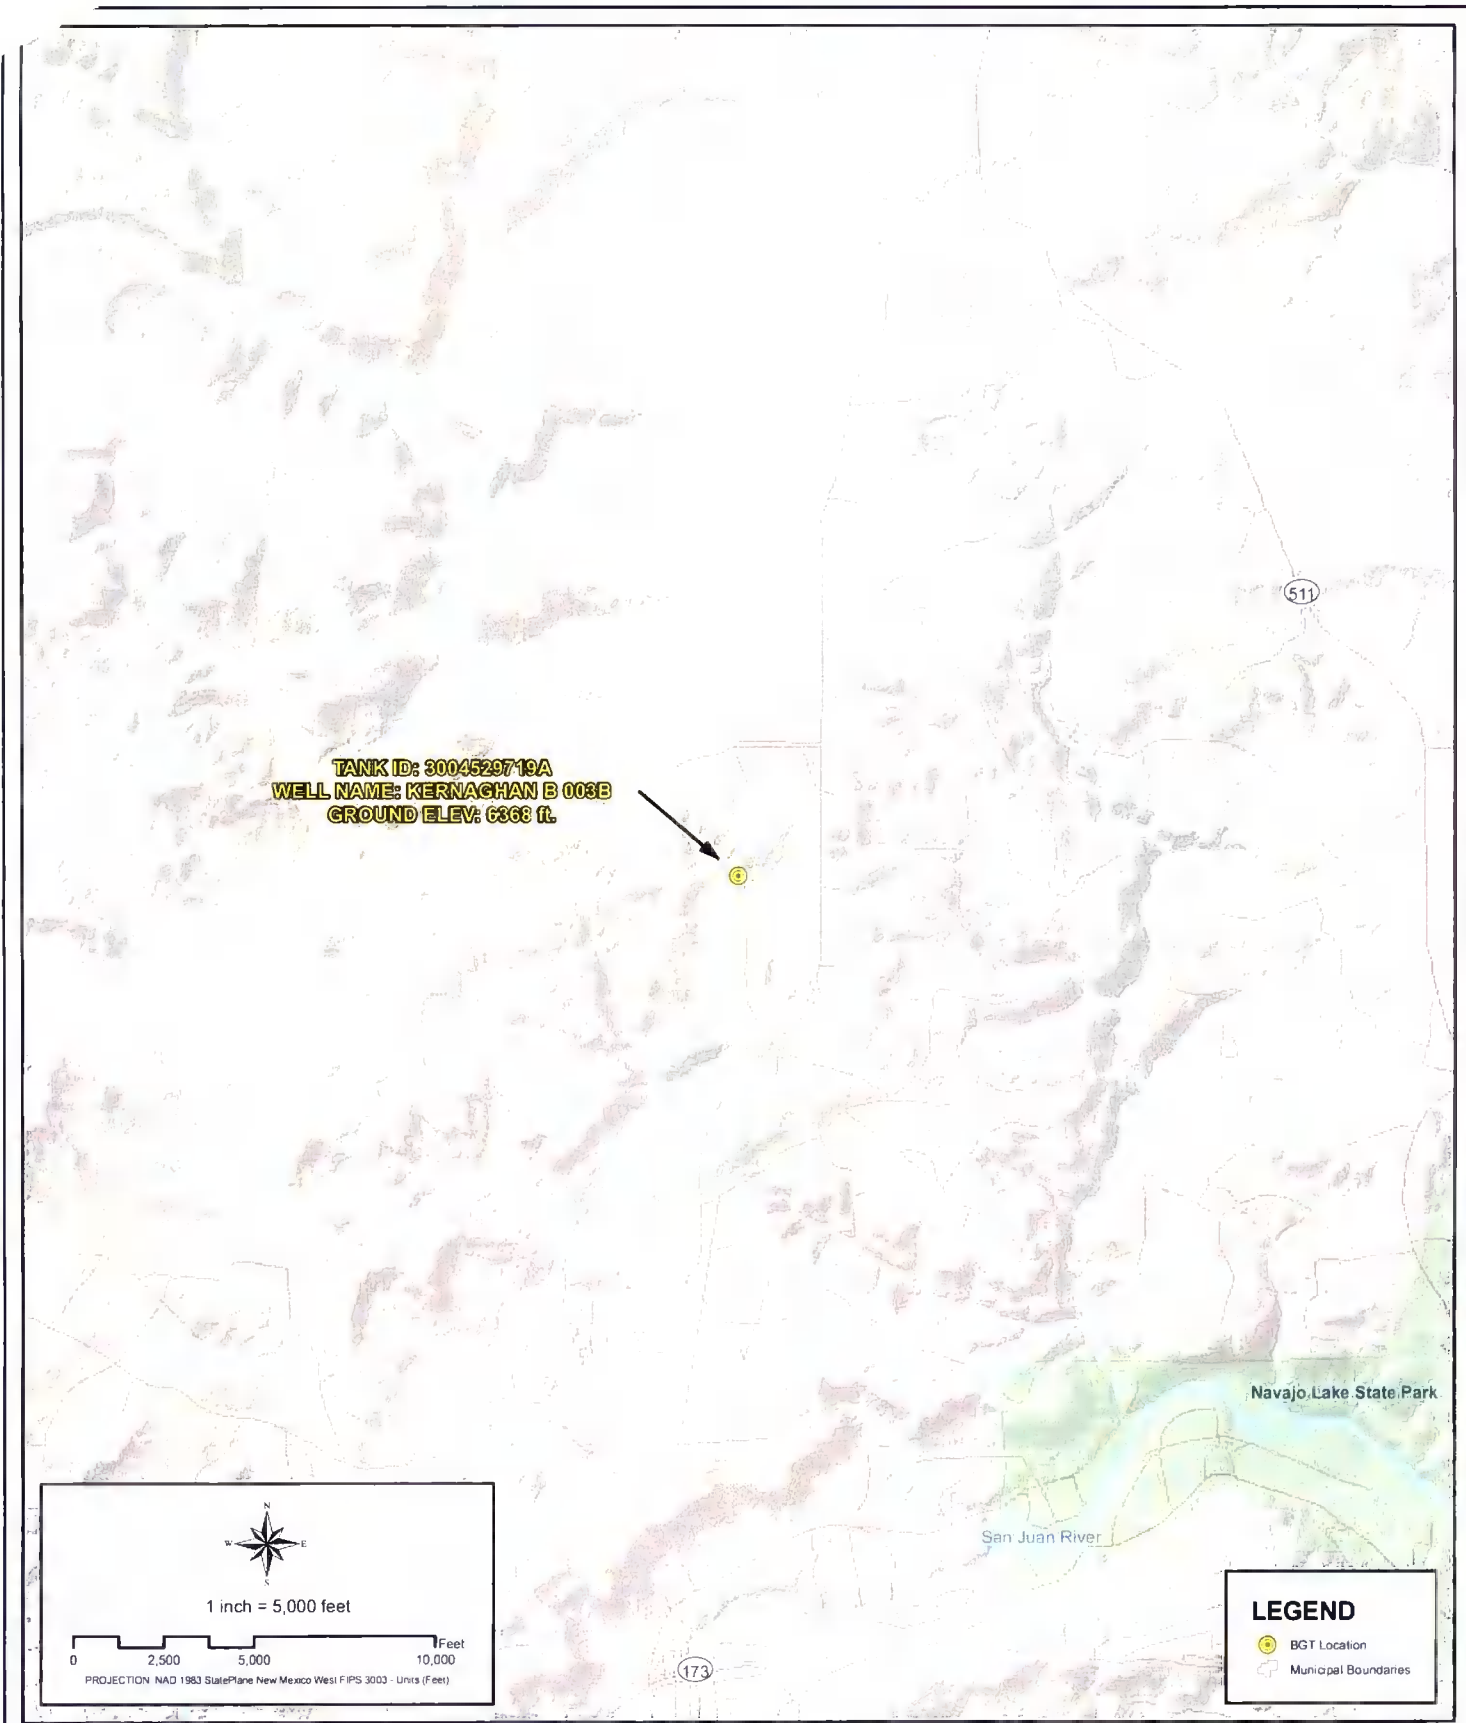 511
TANK ID: 3004529719A
WELL NAME: KERNAGHAN B 003B
GROUND ELEV: 6368 ft.
Navajo Lake State Park
San Juan River
173
N
W E
S
1 inch = 5,000 feet
Feet
0 2,500 5,000 10,000
PROJECTION: NAD 1983 StatePlane New Mexico West FIPS 3003 - Units (Feet)
LEGEND
BGT Location
Municipal Boundaries